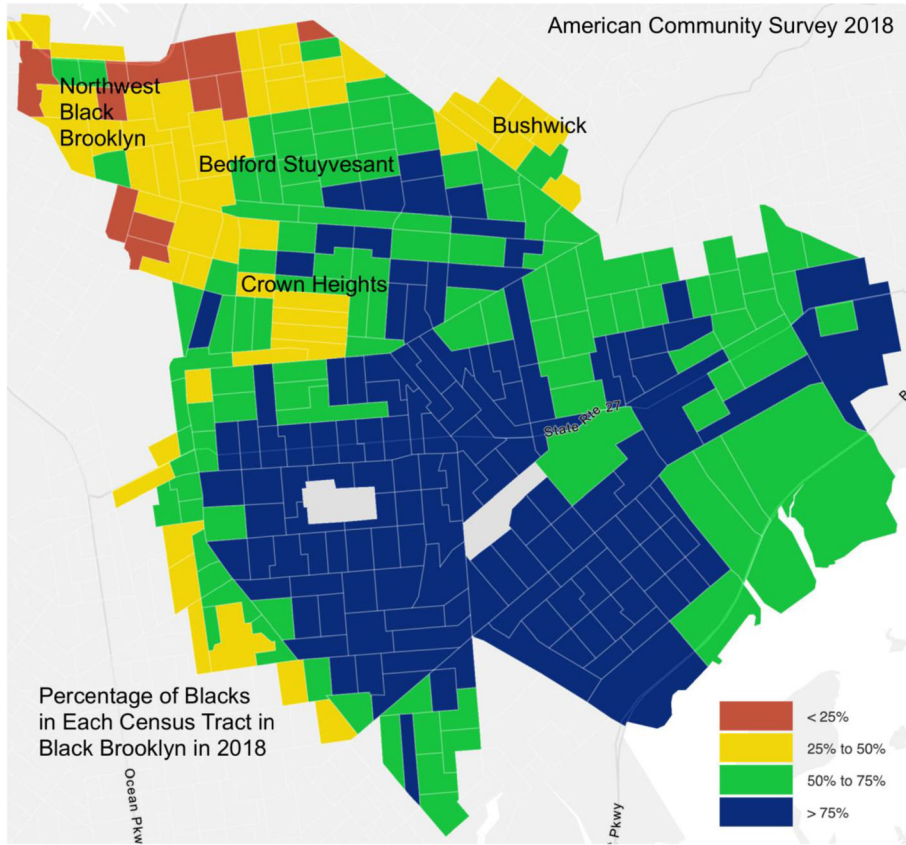 American Community Survey 2018
Northwest
Black
Brooklyn
Bushwick
Bedford Stuyvesant
Crown Heights
State Rte 27
Percentage of Blacks
in Each Census Tract in
Black Brooklyn in 2018
< 25%
25% to 50%
50% to 75%
> 75%
Ocean Pkw
Pkwy